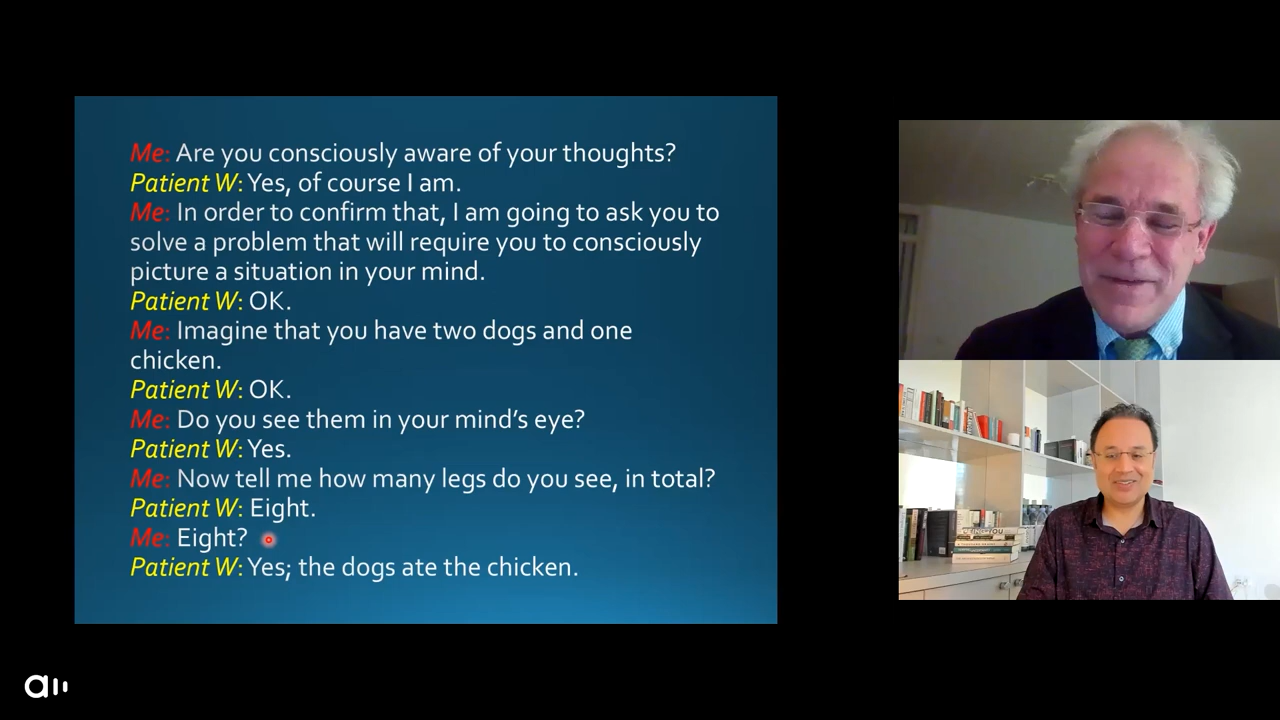 Me: Are you consciously aware of your thoughts?
Patient W: Yes, of course I am.
Me: In order to confirm that, I am going to ask you to
solve a problem that will require you to consciously
picture a situation in your mind.
Patient W: OK.
Me: Imagine that you have two dogs and one
chicken.
Patient W: OK.
Me: Do you see them in your mind’s eye?
Patient W: Yes.
Me: Now tell me how many legs do you see, in total?
Patient W: Eight.
Me: Eight?
Patient W: Yes; the dogs ate the chicken.